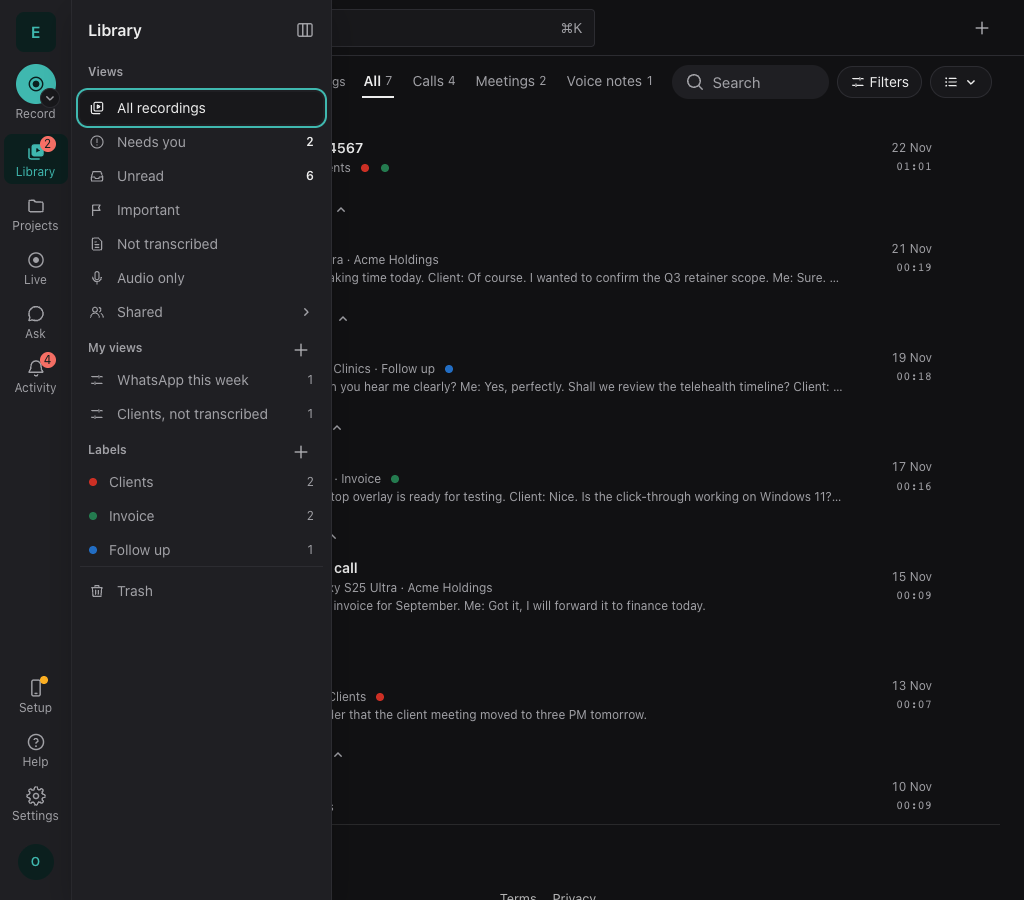 E
Record
2
Library
Projects
Live
Ask
4
Activity
Setup
Help
Settings
O
Library
Views
All recordings
Needs you 2
Unread 6
Important
Not transcribed
Audio only
Shared
My views
WhatsApp this week 1
Clients, not transcribed 1
Labels
Clients 2
Invoice 2
Follow up 1
Trash
⌘K
All 7 Calls 4 Meetings 2 Voice notes 1 Search Filters
4567 22 Nov
01:01
· Acme Holdings 21 Nov
00:19
time today. Client: Of course. I wanted to confirm the Q3 retainer scope. Me: Sure. ...
Clinics · Follow up 19 Nov
00:18
you hear me clearly? Me: Yes, perfectly. Shall we review the telehealth timeline? Client: ...
· Invoice 17 Nov
00:16
overlay is ready for testing. Client: Nice. Is the click-through working on Windows 11?...
call 15 Nov
S25 Ultra · Acme Holdings 00:09
invoice for September. Me: Got it, I will forward it to finance today.
Clients 13 Nov
00:07
that the client meeting moved to three PM tomorrow.
10 Nov
00:09
Terms Privacy